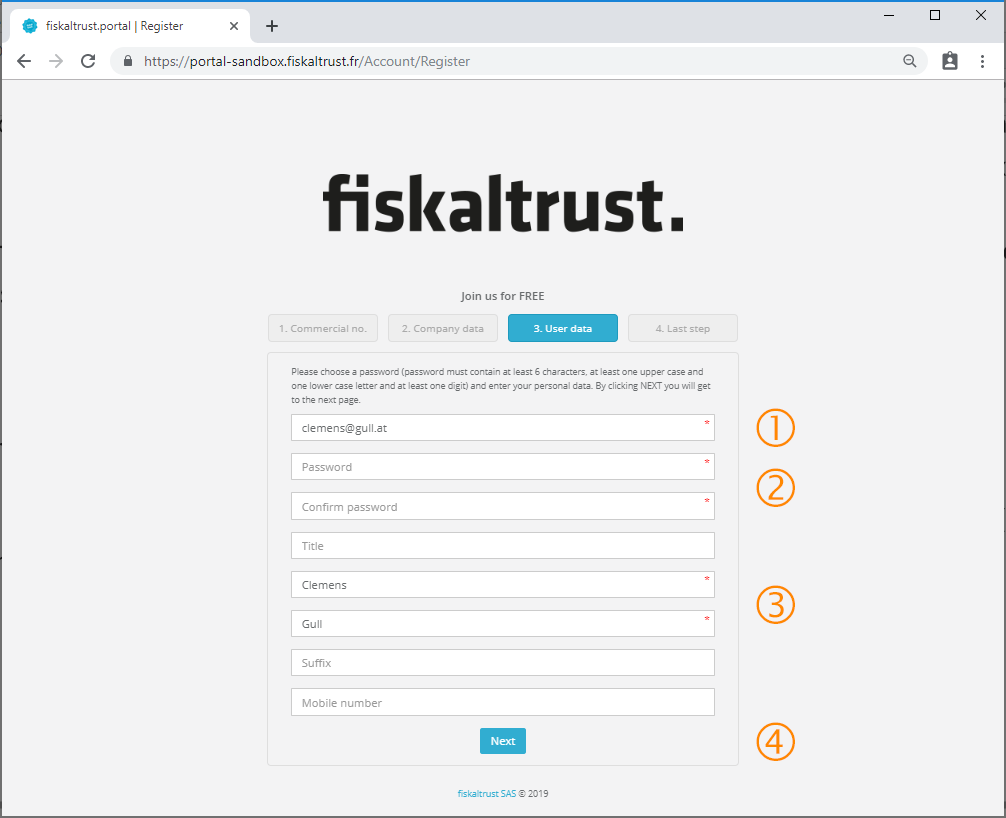 fiskaltrust.portal | Register
https://portal-sandbox.fiskaltrust.fr/Account/Register
fiskaltrust.
Join us for FREE
1. Commercial no. 2. Company data 3. User data 4. Last step
Please choose a password (password must contain at least 6 characters, at least one upper case and
one lower case letter and at least one digit) and enter your personal data. By clicking NEXT you will get
to the next page.
clemens@gull.at * ①
Password *
②
Confirm password *
Title
Clemens *
③
Gull *
Suffix
Mobile number
Next ④
fiskaltrust SAS © 2019